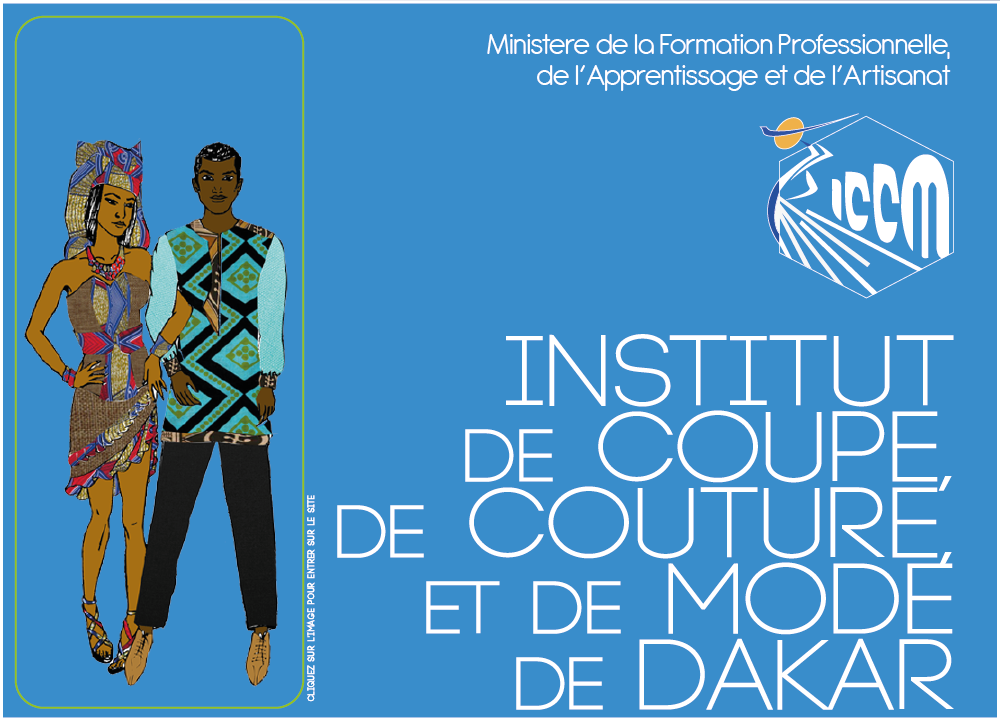 Ministere de la Formation Professionnelle,
de l'Apprentissage et de l'Artisanat
ICCM
INSTITUT
DE COUPE,
DE COUTURE,
ET DE MODE
DE DAKAR
CLIQUEZ SUR L'IMAGE POUR ENTRER SUR LE SITE